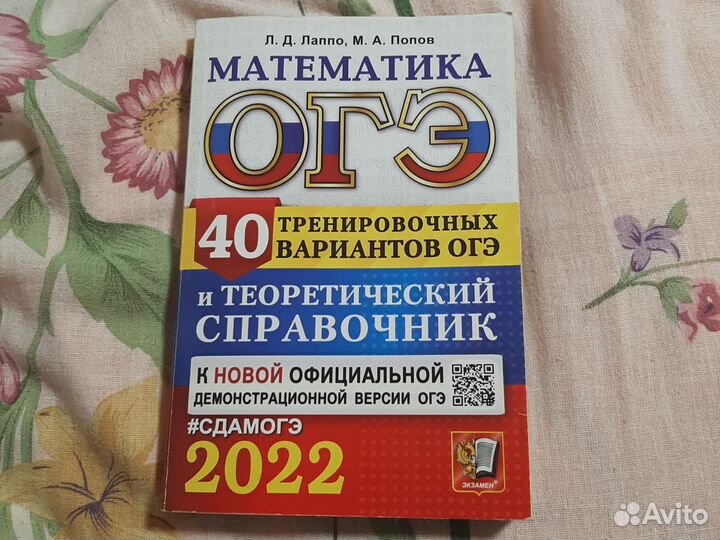 Л. Д. Лаппо, М. А. Попов
МАТЕМАТИКА
ОГЭ
40 ТРЕНИРОВОЧНЫХ
ВАРИАНТОВ ОГЭ
и ТЕОРЕТИЧЕСКИЙ
СПРАВОЧНИК
К НОВОЙ ОФИЦИАЛЬНОЙ
ДЕМОНСТРАЦИОННОЙ ВЕРСИИ ОГЭ
#СДАМОГЭ
2022
ЭКЗАМЕН
Avito